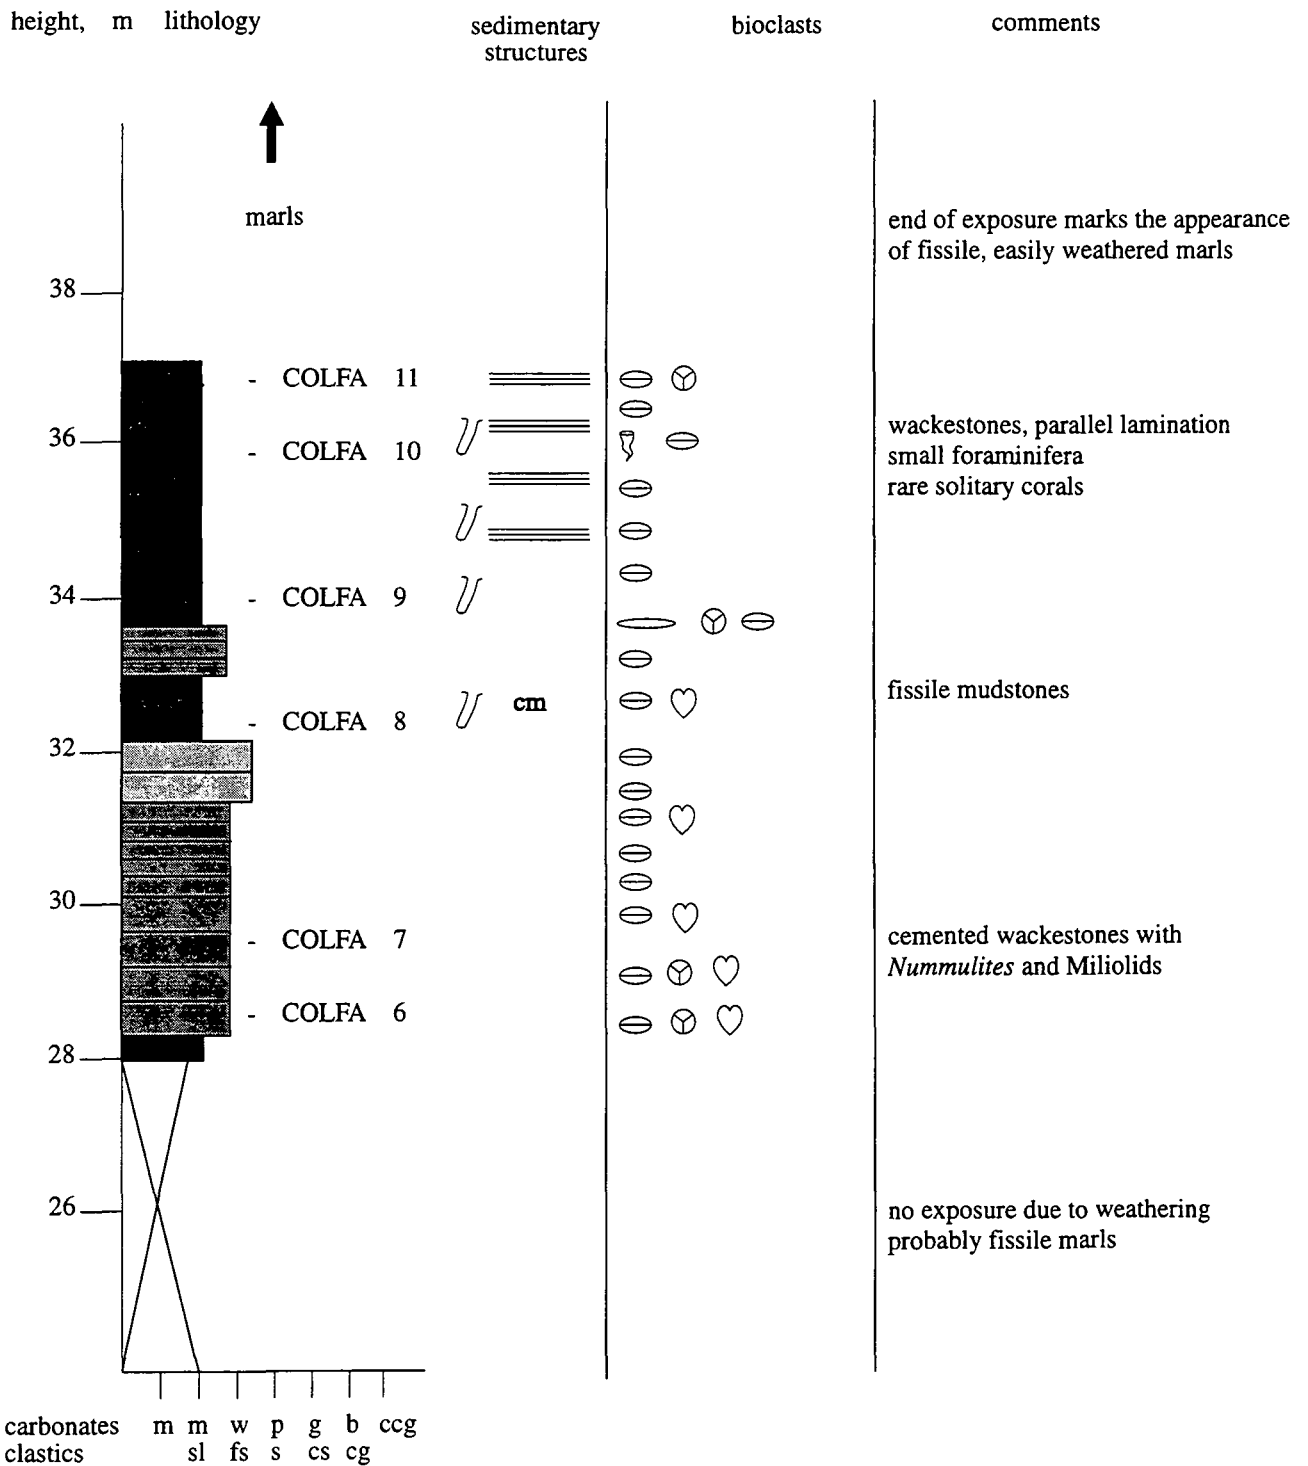 height, m lithology sedimentary structures bioclasts comments
marls
end of exposure marks the appearance
of fissile, easily weathered marls
38
- COLFA 11
36
- COLFA 10
wackestones, parallel lamination
small foraminifera
rare solitary corals
34
- COLFA 9
fissile mudstones
cm
- COLFA 8
32
30
- COLFA 7
cemented wackestones with
Nummulites and Miliolids
- COLFA 6
28
26
no exposure due to weathering
probably fissile marls
carbonates m m w p g b ccg
clastics sl fs s cs cg